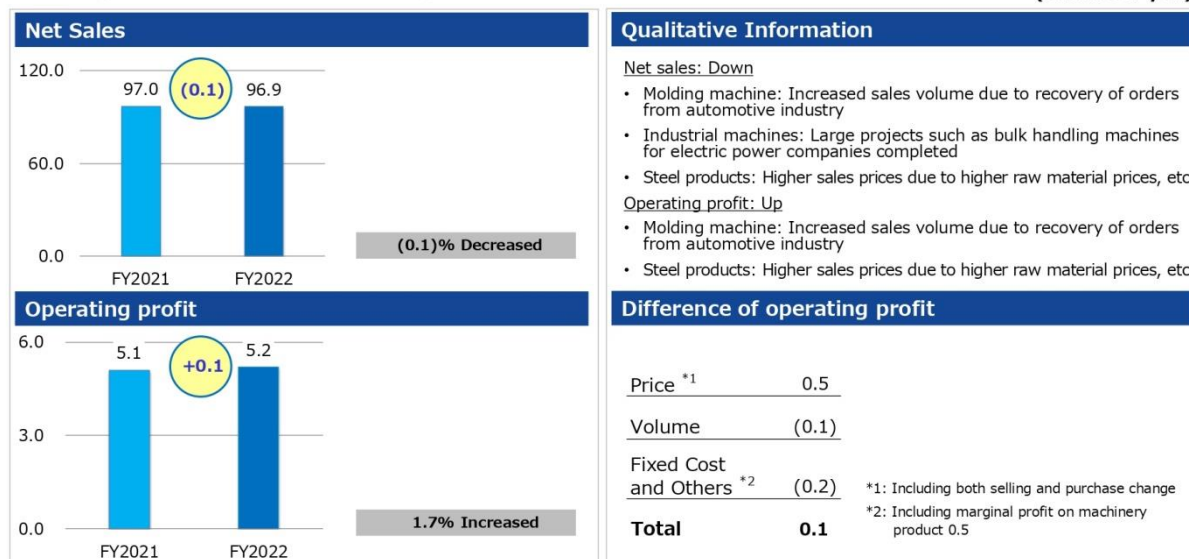 Net Sales
120.0
97.0
(0.1)
96.9
60.0
(0.1)% Decreased
0.0
FY2021
FY2022
Operating profit
6.0
5.1
+0.1
5.2
3.0
1.7% Increased
0.0
FY2021
FY2022
Qualitative Information
Net sales: Down
• Molding machine: Increased sales volume due to recovery of orders
from automotive industry
• Industrial machines: Large projects such as bulk handling machines
for electric power companies completed
• Steel products: Higher sales prices due to higher raw material prices, etc
Operating profit: Up
• Molding machine: Increased sales volume due to recovery of orders
from automotive industry
• Steel products: Higher sales prices due to higher raw material prices, etc
Difference of operating profit
Price *1 0.5
Volume (0.1)
Fixed Cost
and Others *2 (0.2)
Total 0.1
*1: Including both selling and purchase change
*2: Including marginal profit on machinery
product 0.5